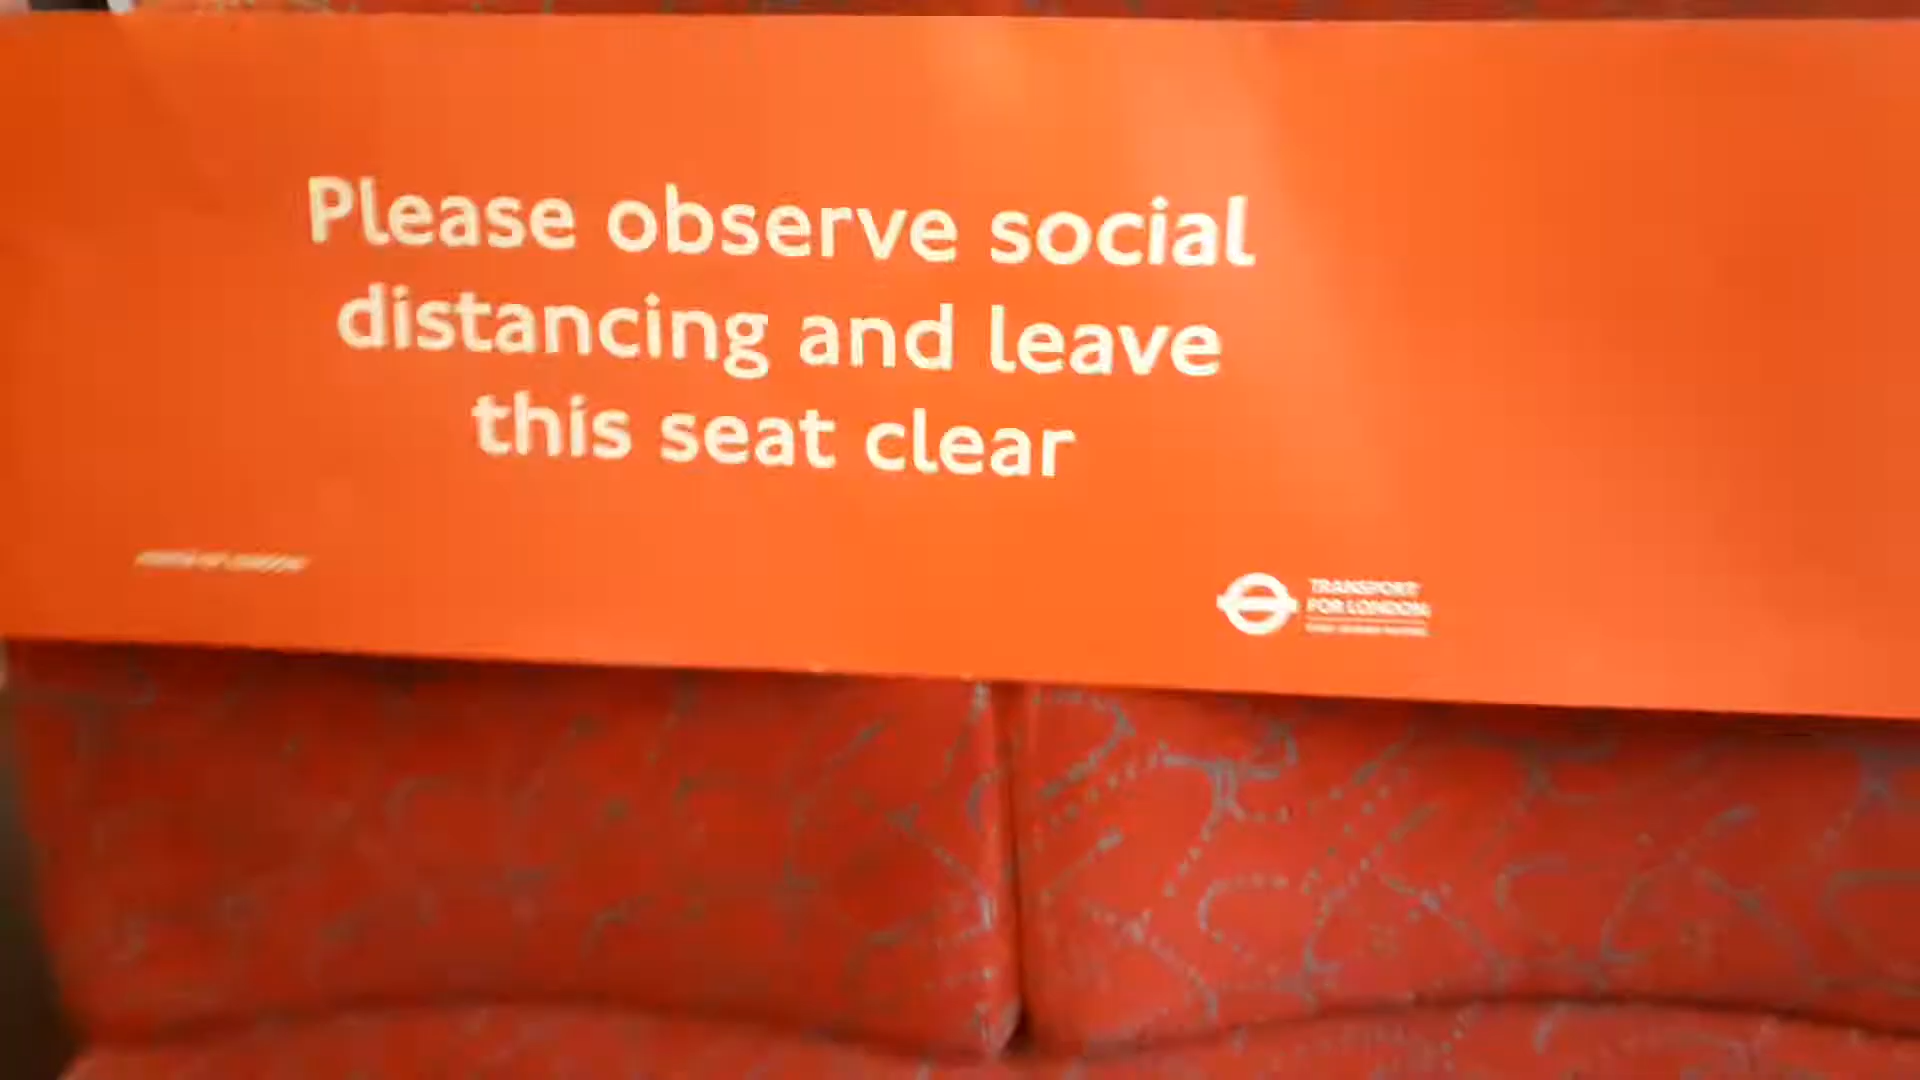 Please observe social
distancing and leave
this seat clear
TRANSPORT
FOR LONDON